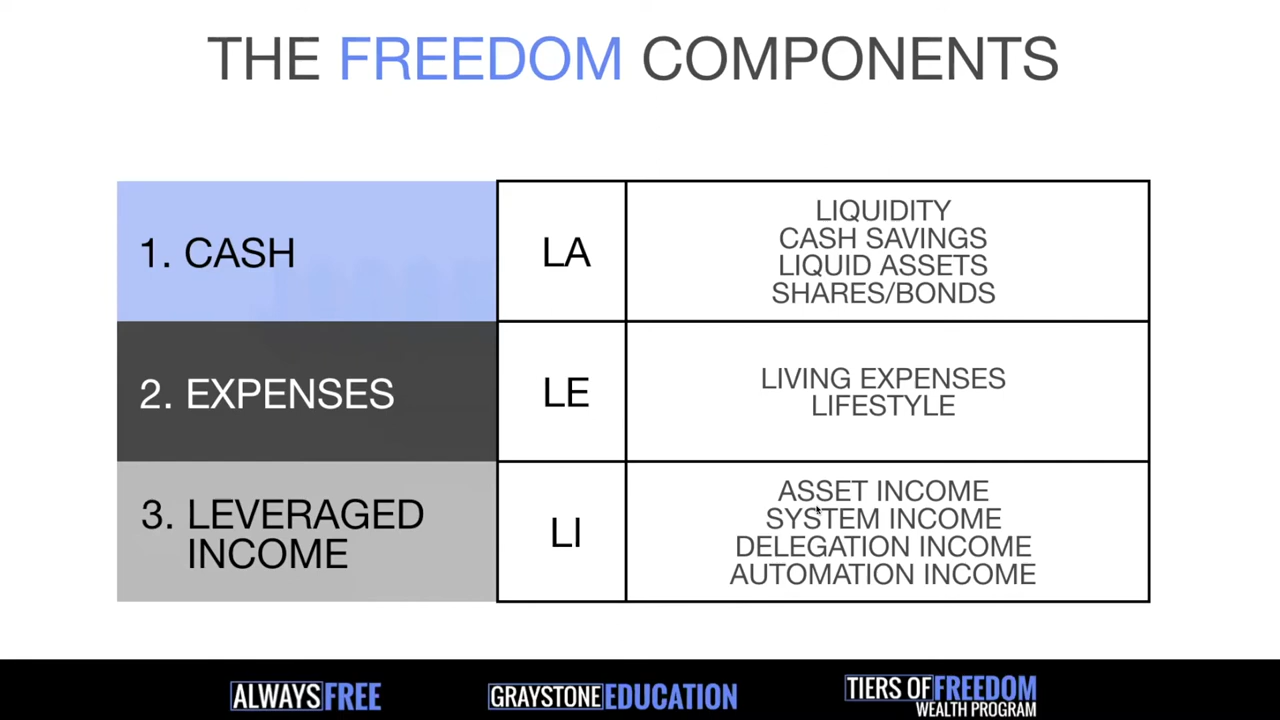 THE FREEDOM COMPONENTS
1. CASH
LA
LIQUIDITY
CASH SAVINGS
LIQUID ASSETS
SHARES/BONDS
2. EXPENSES
LE
LIVING EXPENSES
LIFESTYLE
3. LEVERAGED
INCOME
LI
ASSET INCOME
SYSTEM INCOME
DELEGATION INCOME
AUTOMATION INCOME
ALWAYSFREE
GRAYSTONEEDUCATION
TIERS OFFREEDOM
WEALTH PROGRAM